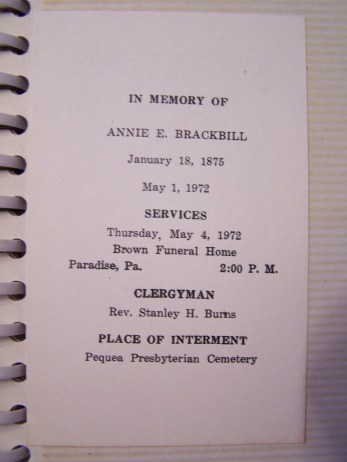 IN MEMORY OF
ANNIE E. BRACKBILL
January 18, 1875
May 1, 1972
SERVICES
Thursday, May 4, 1972
Brown Funeral Home
Paradise, Pa. 2:00 P. M.
CLERGYMAN
Rev. Stanley H. Burns
PLACE OF INTERMENT
Pequea Presbyterian Cemetery